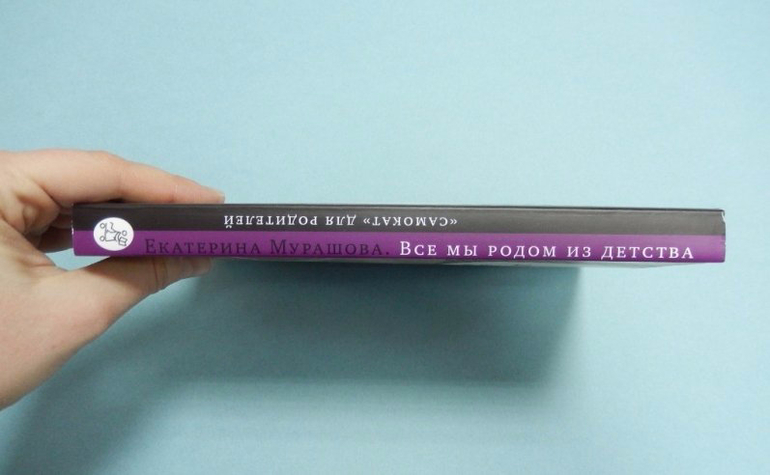 «САМОКАТ» ДЛЯ РОДИТЕЛЕЙ
ЕКАТЕРИНА МУРАШОВА. ВСЕ МЫ РОДОМ ИЗ ДЕТСТВА